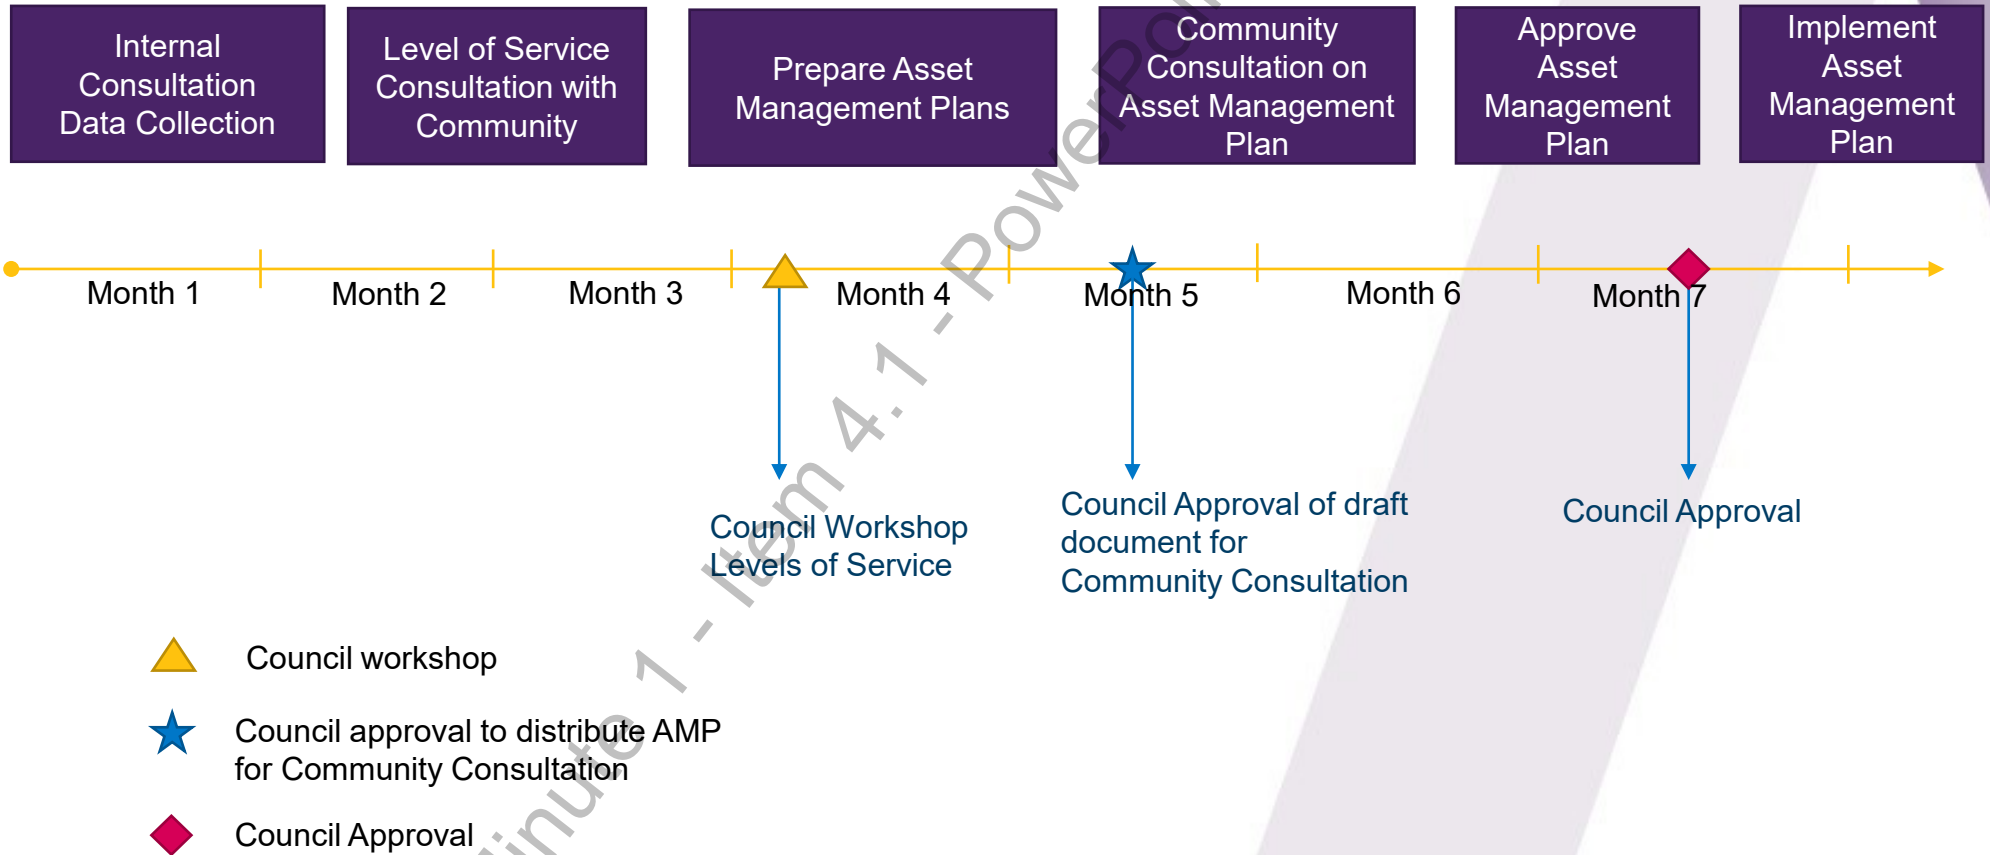 Internal
Consultation
Data Collection
Level of Service
Consultation with
Community
Prepare Asset
Management Plans
Community
Consultation on
Asset Management
Plan
Approve
Asset
Management
Plan
Implement
Asset
Management
Plan
Month 1
Month 2
Month 3
Month 4
Month 5
Month 6
Month 7
Council Workshop
Levels of Service
Council Approval of draft
document for
Community Consultation
Council Approval
Council workshop
Council approval to distribute AMP
for Community Consultation
Council Approval
1 - Item 4.1 -